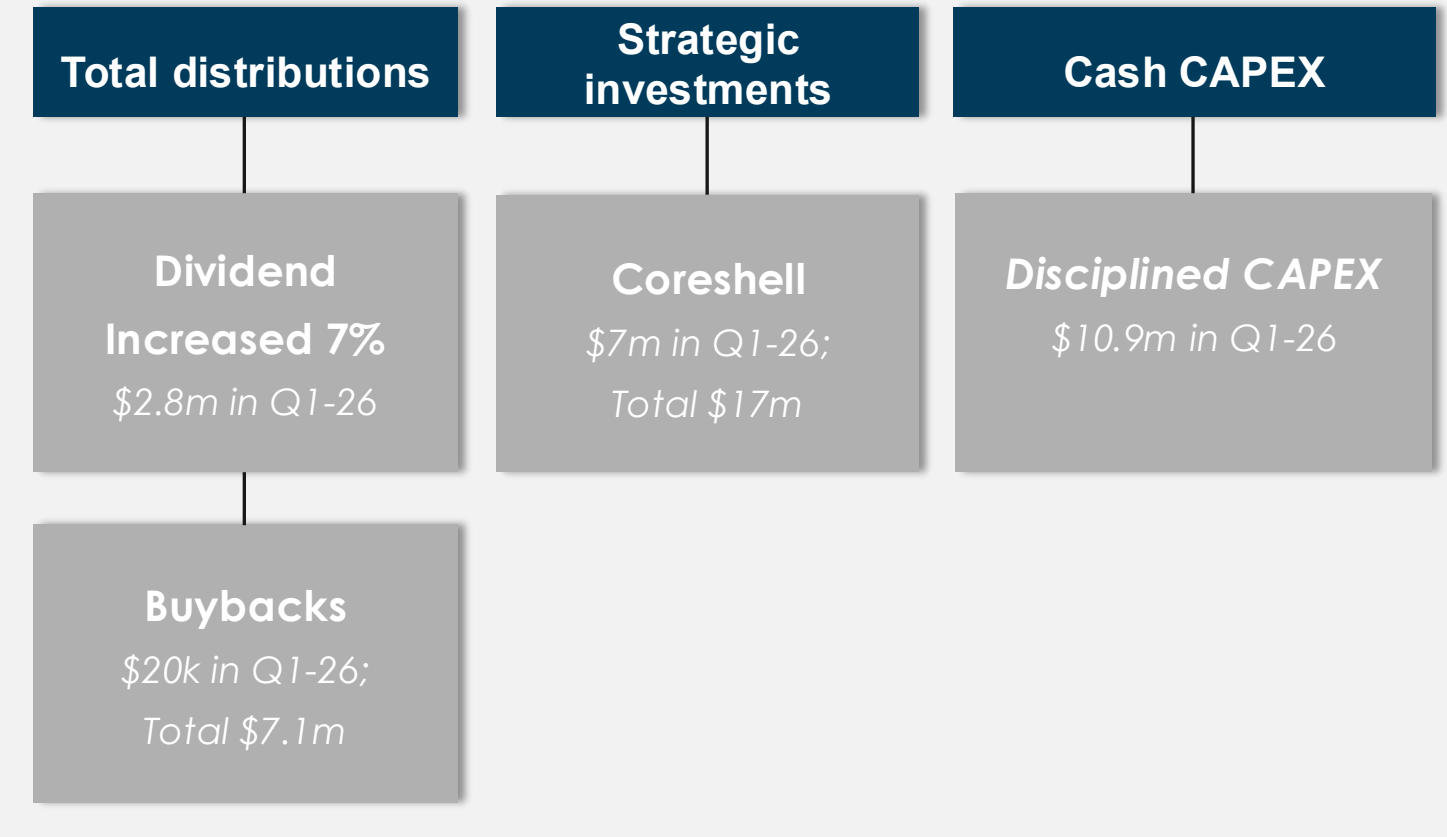 Total distributions
Strategic
investments
Cash CAPEX
Dividend
Increased 7%
$2.8m in Q1-26
Coreshell
$7m in Q1-26;
Total $17m
Disciplined CAPEX
$10.9m in Q1-26
Buybacks
$20k in Q1-26;
Total $7.1m